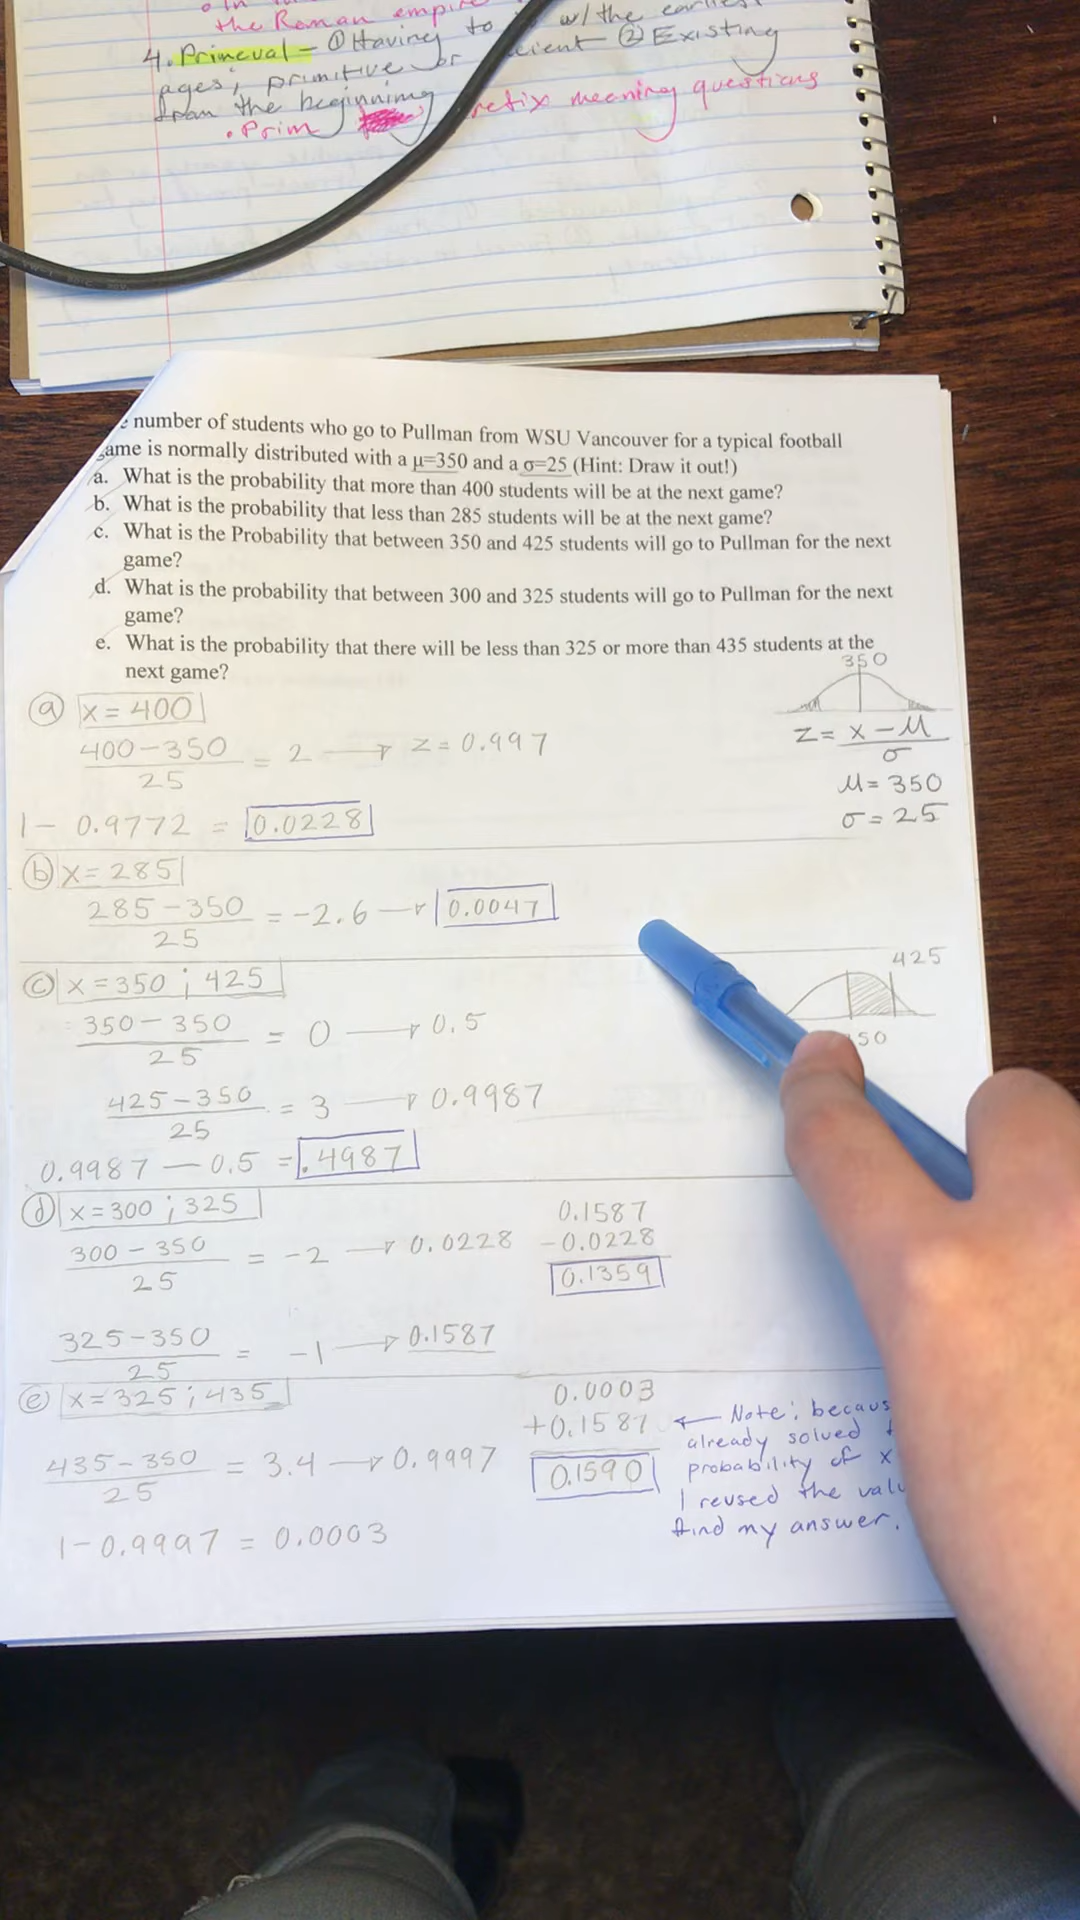 the Roman empire
4. Primeval - ① Having to w/ the earliest
ages; primitive or cient ② Existing
from the beginning
. Prim refix meening questions
number of students who go to Pullman from WSU Vancouver for a typical football
game is normally distributed with a μ=350 and a σ=25 (Hint: Draw it out!)
a. What is the probability that more than 400 students will be at the next game?
b. What is the probability that less than 285 students will be at the next game?
c. What is the Probability that between 350 and 425 students will go to Pullman for the next
game?
d. What is the probability that between 300 and 325 students will go to Pullman for the next
game?
e. What is the probability that there will be less than 325 or more than 435 students at the
next game?
350
z = x - μ
σ
μ = 350
σ = 25
ⓐ x = 400
400 - 350 = 2 → z = 0.997
25
1 - 0.9772 = 0.0228
ⓑ x = 285
285 - 350 = -2.6 → 0.0047
25
ⓒ x = 350 ; 425
425
50
350 - 350 = 0 → 0.5
25
425 - 350 = 3 → 0.9987
25
0.9987 - 0.5 = .4987
ⓓ x = 300 ; 325
300 - 350 = -2 → 0.0228
25
325 - 350 = -1 → 0.1587
25
0.1587
-0.0228
0.1359
ⓔ x = 325 ; 435
435 - 350 = 3.4 → 0.9997
25
1 - 0.9997 = 0.0003
0.0003
+0.1587
0.1590
← Note: becaus
already solved
probability of x
I reused the valu
find my answer.